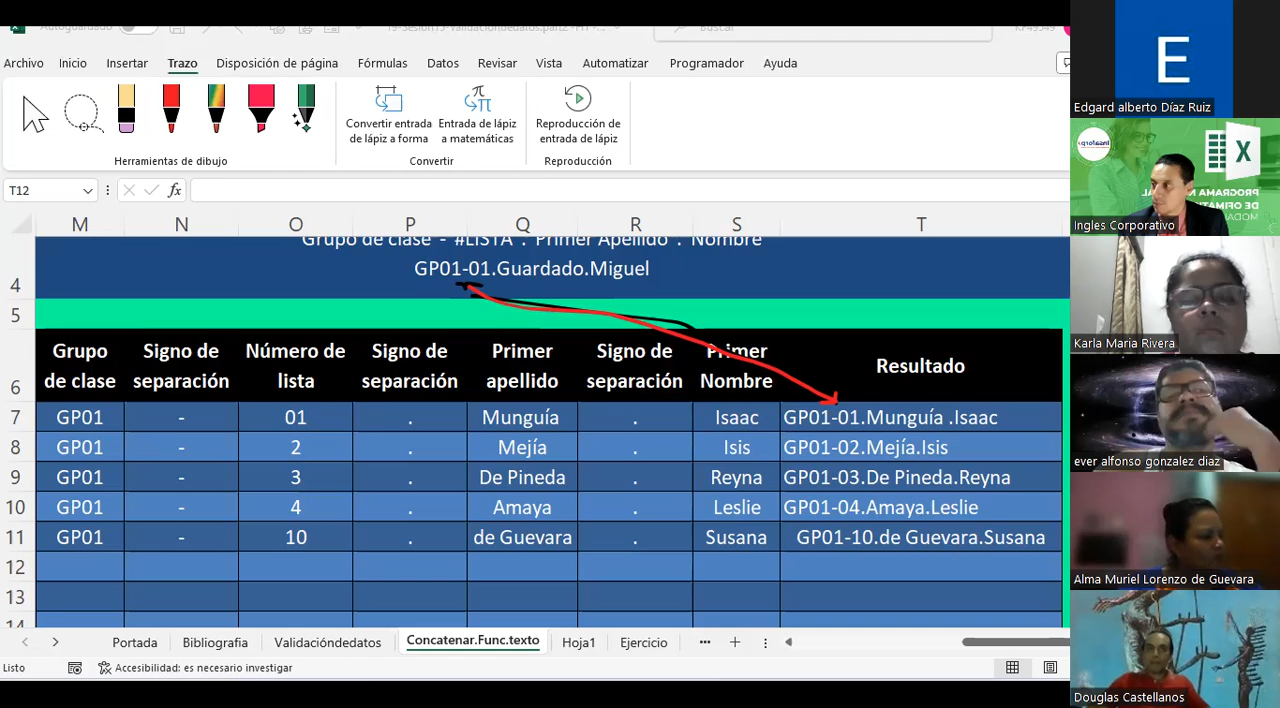 Autoguardado
19-Sesion19-Validaciondedatos.part2
Buscar
Archivo Inicio Insertar Trazo Disposición de página Fórmulas Datos Revisar Vista Automatizar Programador Ayuda
Convertir entrada de lápiz a forma
Entrada de lápiz a matemáticas
Reproducción de entrada de lápiz
Herramientas de dibujo Convertir Reproducción
T12 fx
M N O P Q R S T
Grupo de clase - #LISTA . Primer Apellido . Nombre
4 GP01-01.Guardado.Miguel
5
6 Grupo de clase Signo de separación Número de lista Signo de separación Primer apellido Signo de separación Primer Nombre Resultado
7 GP01 - 01 . Munguía . Isaac GP01-01.Munguía .Isaac
8 GP01 - 2 . Mejía . Isis GP01-02.Mejía.Isis
9 GP01 - 3 . De Pineda . Reyna GP01-03.De Pineda.Reyna
10 GP01 - 4 . Amaya . Leslie GP01-04.Amaya.Leslie
11 GP01 - 10 . de Guevara . Susana GP01-10.de Guevara.Susana
12
13
14
Portada Bibliografia Validacióndedatos Concatenar.Func.texto Hoja1 Ejercicio
Listo Accesibilidad: es necesario investigar
E
Edgard alberto Díaz Ruiz
X
Ingles Corporativo
Karla Maria Rivera
ever alfonso gonzalez diaz
Alma Muriel Lorenzo de Guevara
Douglas Castellanos